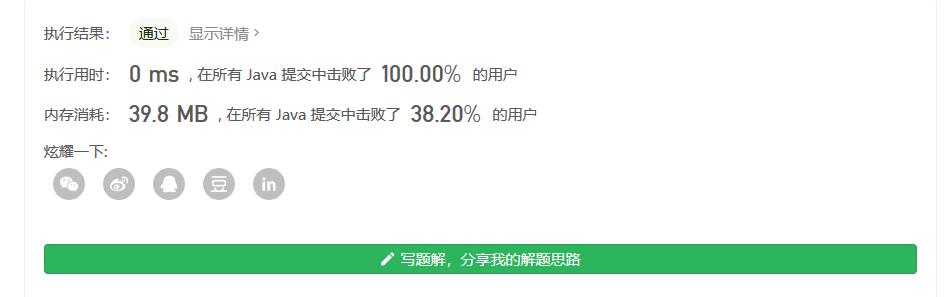 执行结果： 通过 显示详情 ›
执行用时： 0 ms , 在所有 Java 提交中击败了 100.00% 的用户
内存消耗： 39.8 MB , 在所有 Java 提交中击败了 38.20% 的用户
炫耀一下:
豆 in
写题解，分享我的解题思路